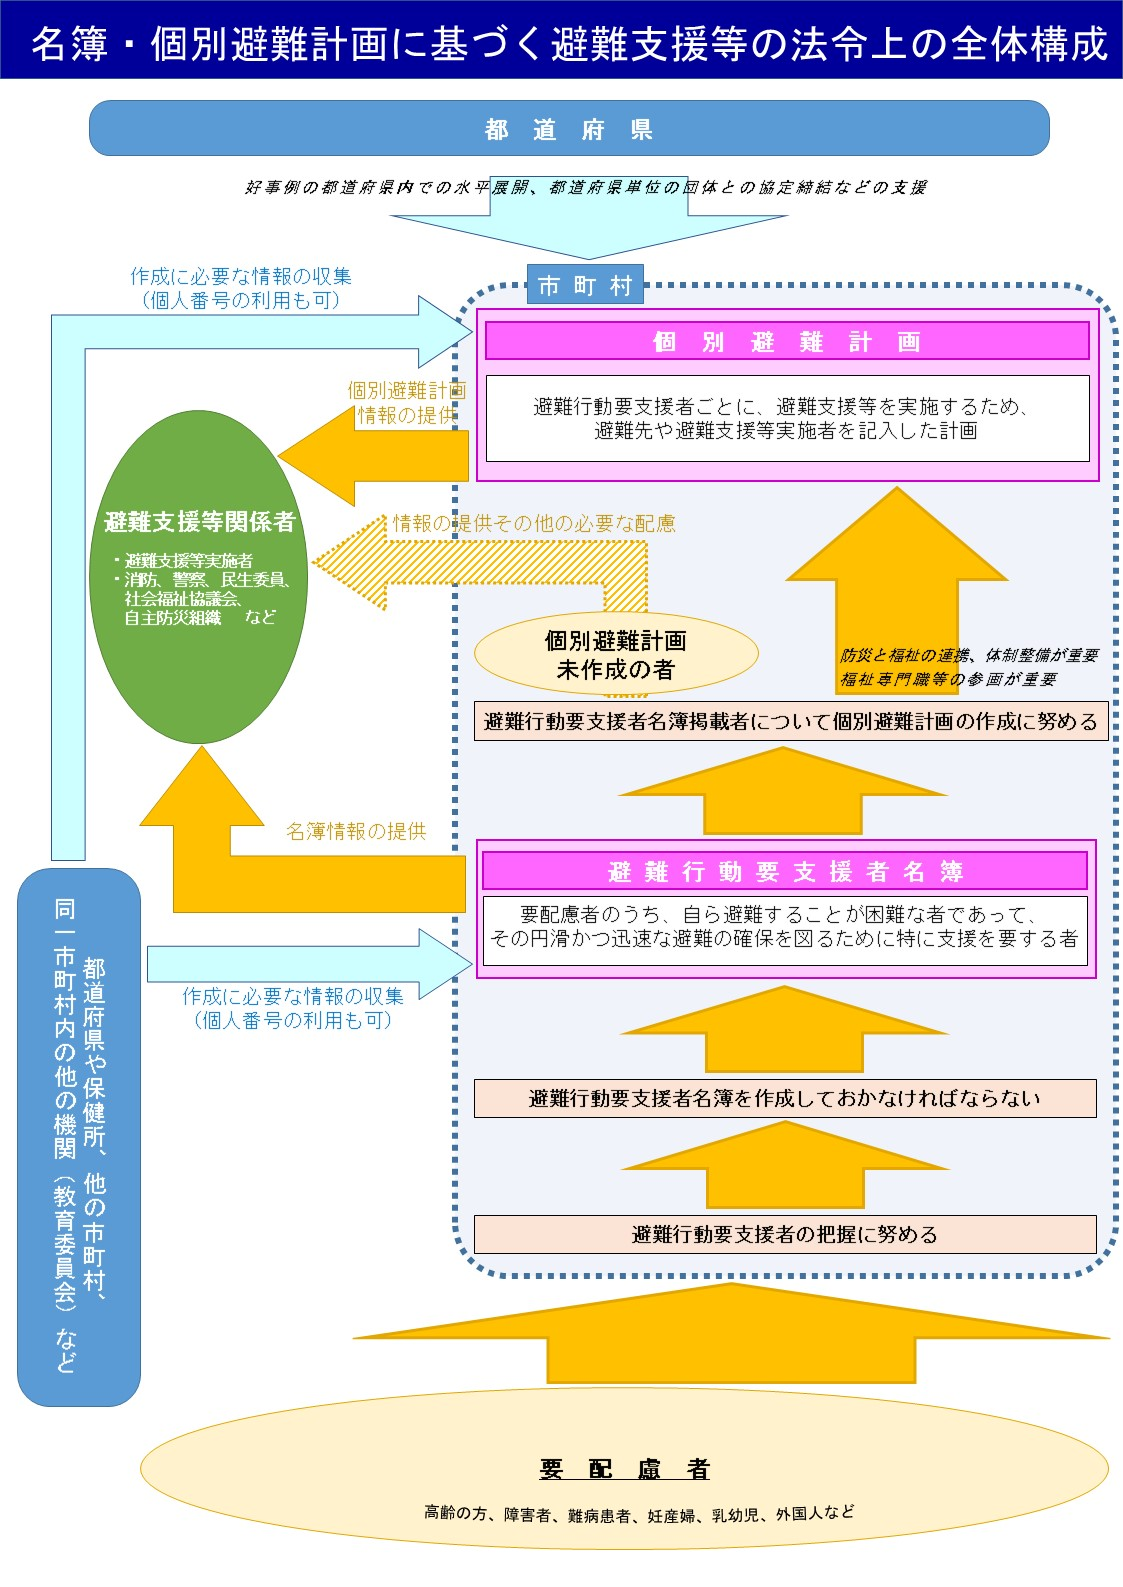 名簿・個別避難計画に基づく避難支援等の法令上の全体構成
都道府県
好事例の都道府県内での水平展開、都道府県単位の団体との協定締結などの支援
作成に必要な情報の収集
（個人番号の利用も可）
市町村
個別避難計画
避難行動要支援者ごとに、避難支援等を実施するため、
避難先や避難支援等実施者を記入した計画
個別避難計画
情報の提供
避難支援等関係者
・避難支援等実施者
・消防、警察、民生委員、
社会福祉協議会、
自主防災組織　など
情報の提供その他の必要な配慮
個別避難計画
未作成の者
防災と福祉の連携、体制整備が重要
福祉専門職等の参画が重要
避難行動要支援者名簿掲載者について個別避難計画の作成に努める
名簿情報の提供
避難行動要支援者名簿
要配慮者のうち、自ら避難することが困難な者であって、
その円滑かつ迅速な避難の確保を図るために特に支援を要する者
都道府県や保健所、他の市町村、
同一市町村内の他の機関（教育委員会）など
作成に必要な情報の収集
（個人番号の利用も可）
避難行動要支援者名簿を作成しておかなければならない
避難行動要支援者の把握に努める
要配慮者
高齢の方、障害者、難病患者、妊産婦、乳幼児、外国人など